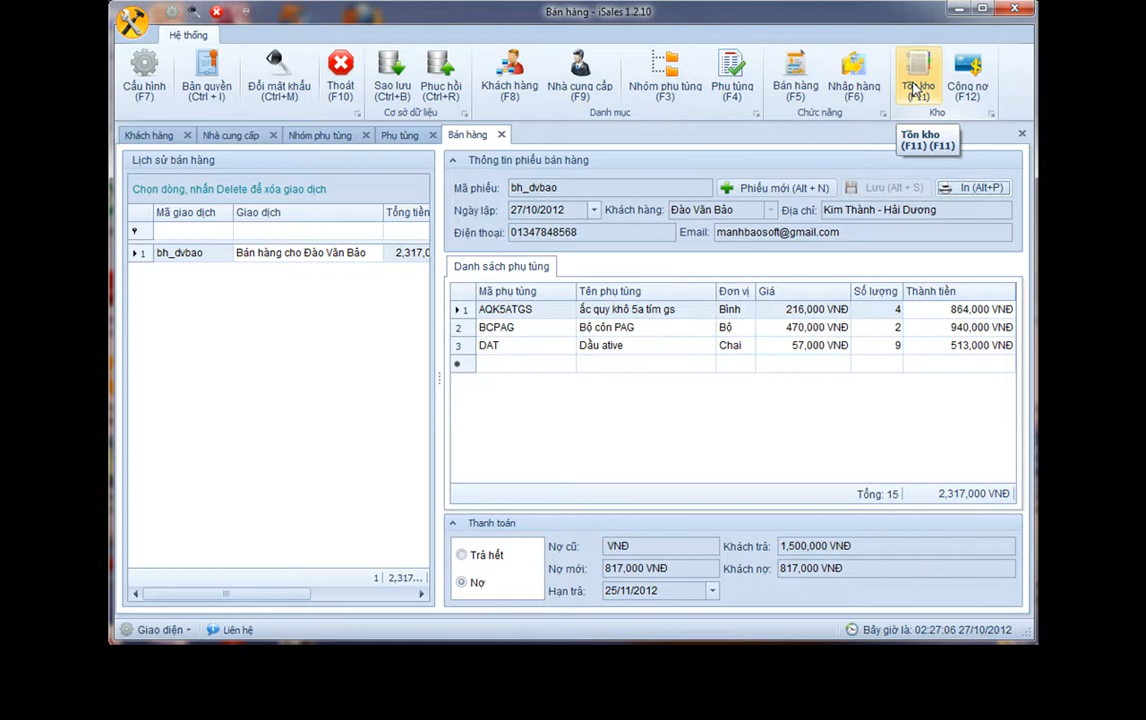 Bán hàng - iSales 1.2.10
Hệ thống
Cấu hình (F7)
Bản quyền (Ctrl + I)
Đổi mật khẩu (Ctrl+M)
Thoát (F10)
Sao lưu (Ctrl+B)
Phục hồi (Ctrl+R)
Khách hàng (F8)
Nhà cung cấp (F9)
Nhóm phụ tùng (F3)
Phụ tùng (F4)
Bán hàng (F5)
Nhập hàng (F6)
Tồn kho (F11)
Công nợ (F12)
Cơ sở dữ liệu
Danh mục
Chức năng
Kho
Khách hàng
Nhà cung cấp
Nhóm phụ tùng
Phụ tùng
Bán hàng
Tồn kho
(F11) (F11)
Lịch sử bán hàng
Chọn dòng, nhấn Delete để xóa giao dịch
Mã giao dịch Giao dịch Tổng tiền
1 bh_dvbao Bán hàng cho Đào Văn Bảo 2,317,0
1 2,317...
Thông tin phiếu bán hàng
Mã phiếu: bh_dvbao Phiếu mới (Alt + N) Lưu (Alt + S) In (Alt+P)
Ngày lập: 27/10/2012 Khách hàng: Đào Văn Bảo Địa chỉ: Kim Thành - Hải Dương
Điện thoại: 01347848568 Email: manhbaosoft@gmail.com
Danh sách phụ tùng
Mã phụ tùng Tên phụ tùng Đơn vị Giá Số lượng Thành tiền
1 AQK5ATGS ắc quy khô 5a tím gs Bình 216,000 VNĐ 4 864,000 VNĐ
2 BCPAG Bộ côn PAG Bộ 470,000 VNĐ 2 940,000 VNĐ
3 DAT Dầu ative Chai 57,000 VNĐ 9 513,000 VNĐ
Tổng: 15 2,317,000 VNĐ
Thanh toán
Trả hết
Nợ
Nợ cũ: VNĐ Khách trả: 1,500,000 VNĐ
Nợ mới: 817,000 VNĐ Khách nợ: 817,000 VNĐ
Hạn trả: 25/11/2012
Giao diện Liên hệ Bây giờ là: 02:27:06 27/10/2012